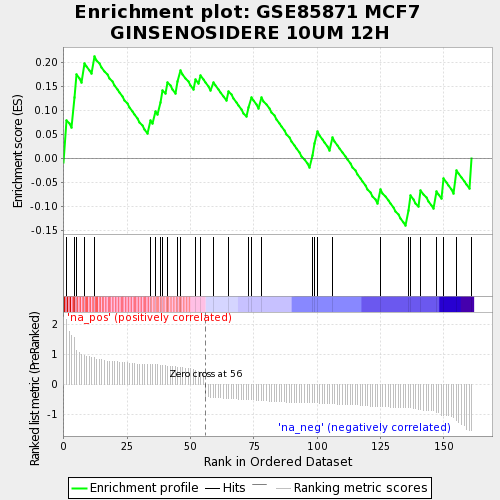 Enrichment plot: GSE85871 MCF7
GINSENOSIDERE 10UM 12H
Enrichment score (ES)
0.20
0.15
0.10
0.05
0.00
-0.05
-0.10
-0.15
'na_pos' (positively correlated)
Ranked list metric (PreRanked)
2
1
0
-1
Zero cross at 56
'na_neg' (negatively correlated)
0 25 50 75 100 125 150
Rank in Ordered Dataset
Enrichment profile Hits Ranking metric scores